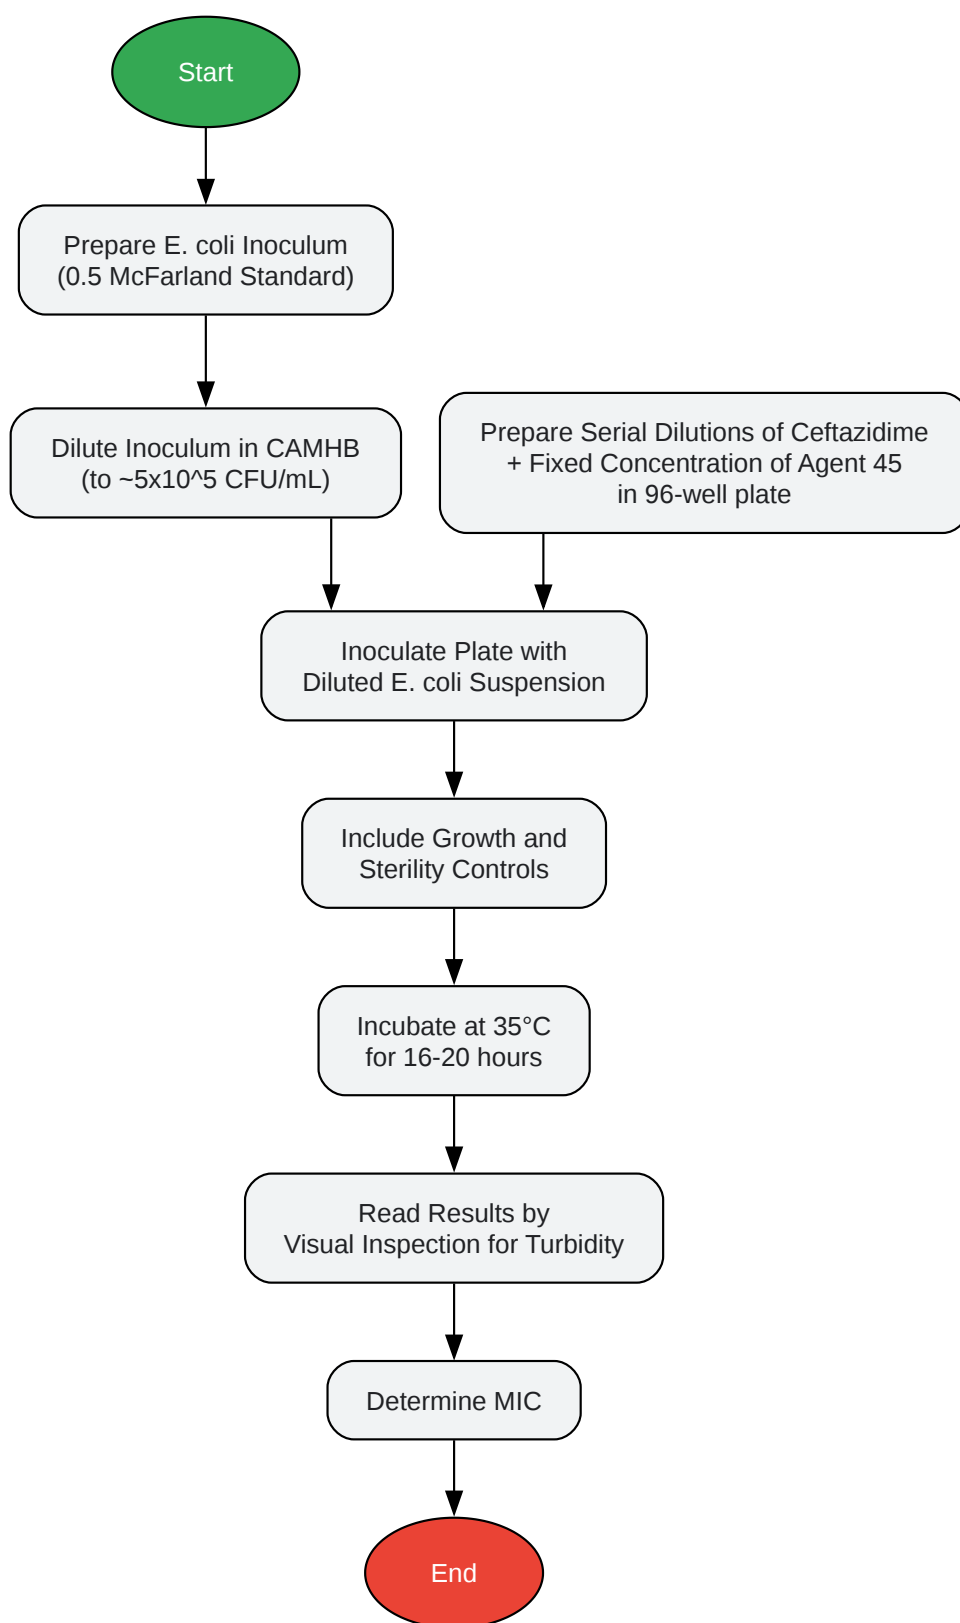 Start
Prepare E. coli Inoculum
(0.5 McFarland Standard)
Dilute Inoculum in CAMHB
(to ~5x10^5 CFU/mL)
Prepare Serial Dilutions of Ceftazidime
+ Fixed Concentration of Agent 45
in 96-well plate
Inoculate Plate with
Diluted E. coli Suspension
Include Growth and
Sterility Controls
Incubate at 35°C
for 16-20 hours
Read Results by
Visual Inspection for Turbidity
Determine MIC
End